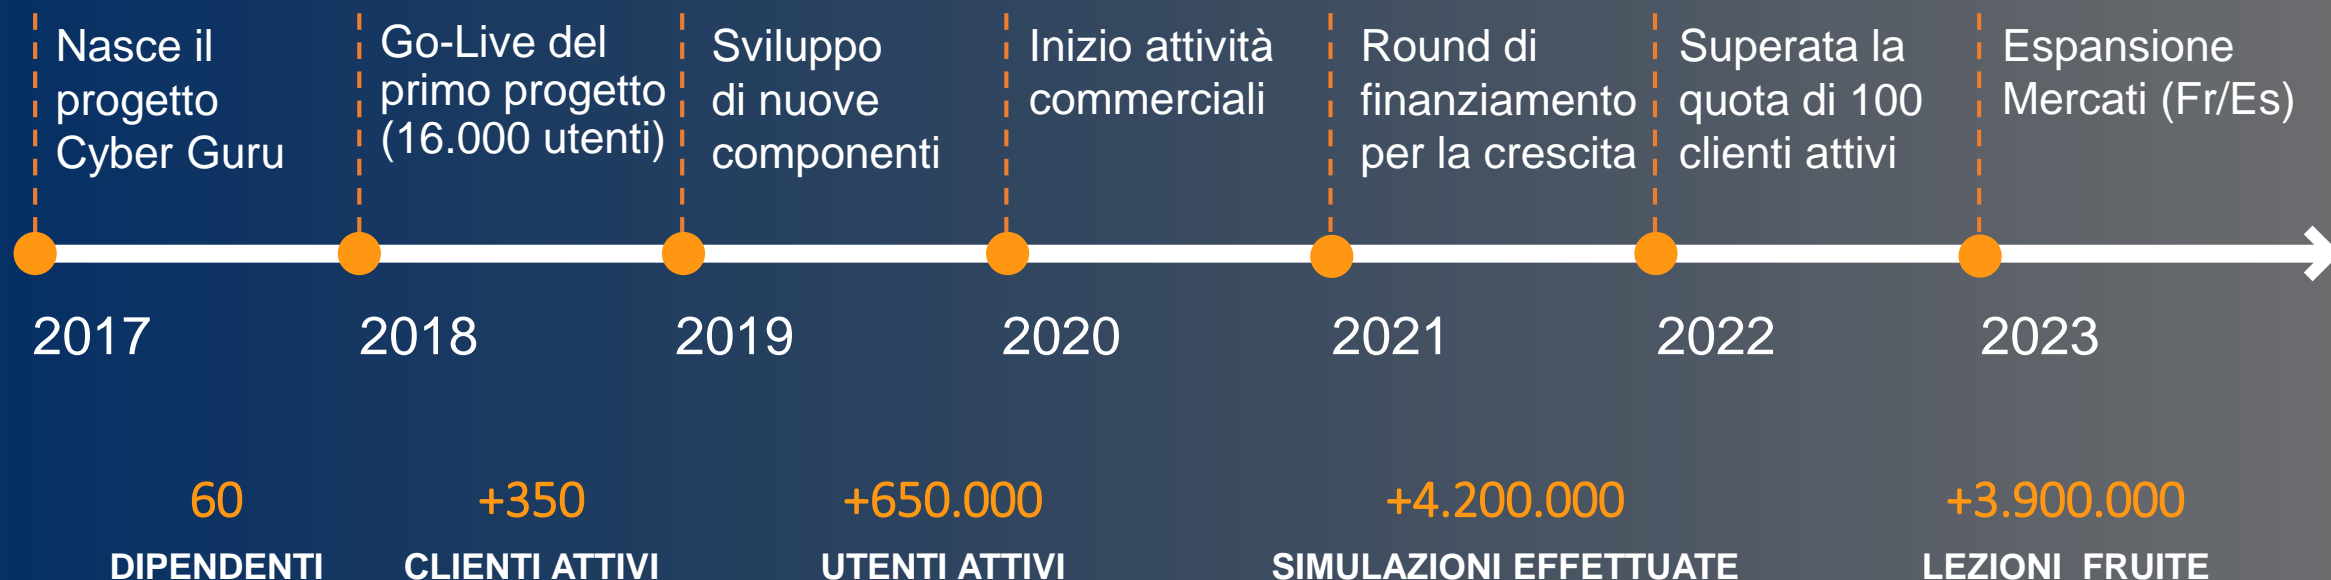 Nasce il
progetto
Cyber Guru
Go-Live del
primo progetto
(16.000 utenti)
Sviluppo
di nuove
componenti
Inizio attività
commerciali
Round di
finanziamento
per la crescita
Superata la
quota di 100
clienti attivi
Espansione
Mercati (Fr/Es)
2017
2018
2019
2020
2021
2022
2023
60
DIPENDENTI
+350
CLIENTI ATTIVI
+650.000
UTENTI ATTIVI
+4.200.000
SIMULAZIONI EFFETTUATE
+3.900.000
LEZIONI FRUITE